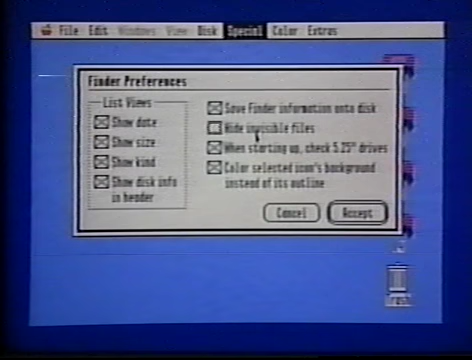 File Edit Windows View Disk Special Color Extras
Finder Preferences
List Views
Show date
Show size
Show kind
Show disk info
in header
Save Finder information onto disk
Hide invisible files
When starting up, check 5.25" drives
Color selected icon's background
instead of its outline
Cancel
Accept
Trash